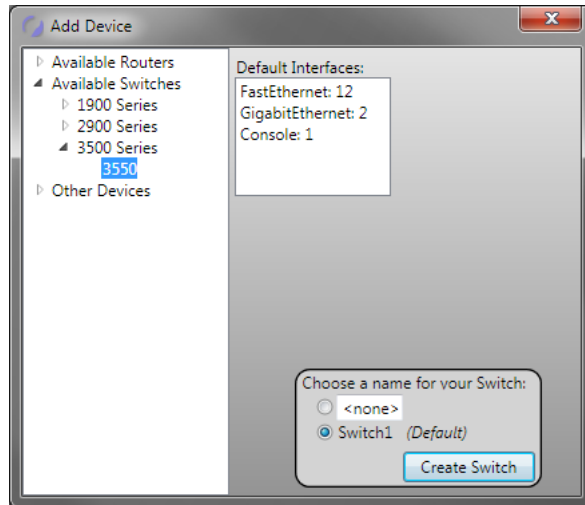 Add Device
Available Routers
Available Switches
1900 Series
2900 Series
3500 Series
3550
Other Devices
Default Interfaces:
FastEthernet: 12
GigabitEthernet: 2
Console: 1
Choose a name for your Switch:
<none>
Switch1 (Default)
Create Switch